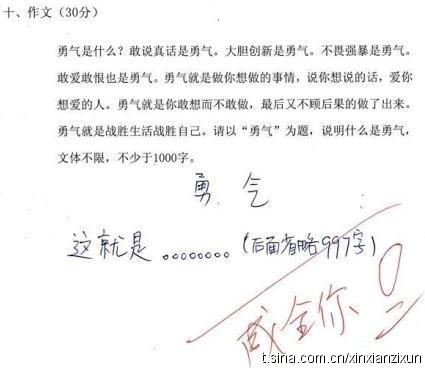 十、作文（30分）
勇气是什么？敢说真话是勇气。大胆创新是勇气。不畏强暴是勇气。
敢爱敢恨也是勇气。勇气就是做你想做的事情，说你想说的话，爱你
想爱的人。勇气就是你敢想而不敢做，最后又不顾后果的做了出来。
勇气就是战胜生活战胜自己。请以“勇气”为题，说明什么是勇气，
文体不限，不少于1000字。
勇 气
这就是。。。。。。。。(后面省略997字)
成全你!
t.sina.com.cn/xinxianzixun